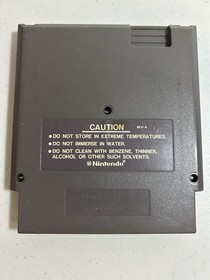 CAUTION
REV-A
● DO NOT STORE IN EXTREME TEMPERATURES.
● DO NOT IMMERSE IN WATER.
● DO NOT CLEAN WITH BENZENE, THINNER,
ALCOHOL OR OTHER SUCH SOLVENTS.
Nintendo®